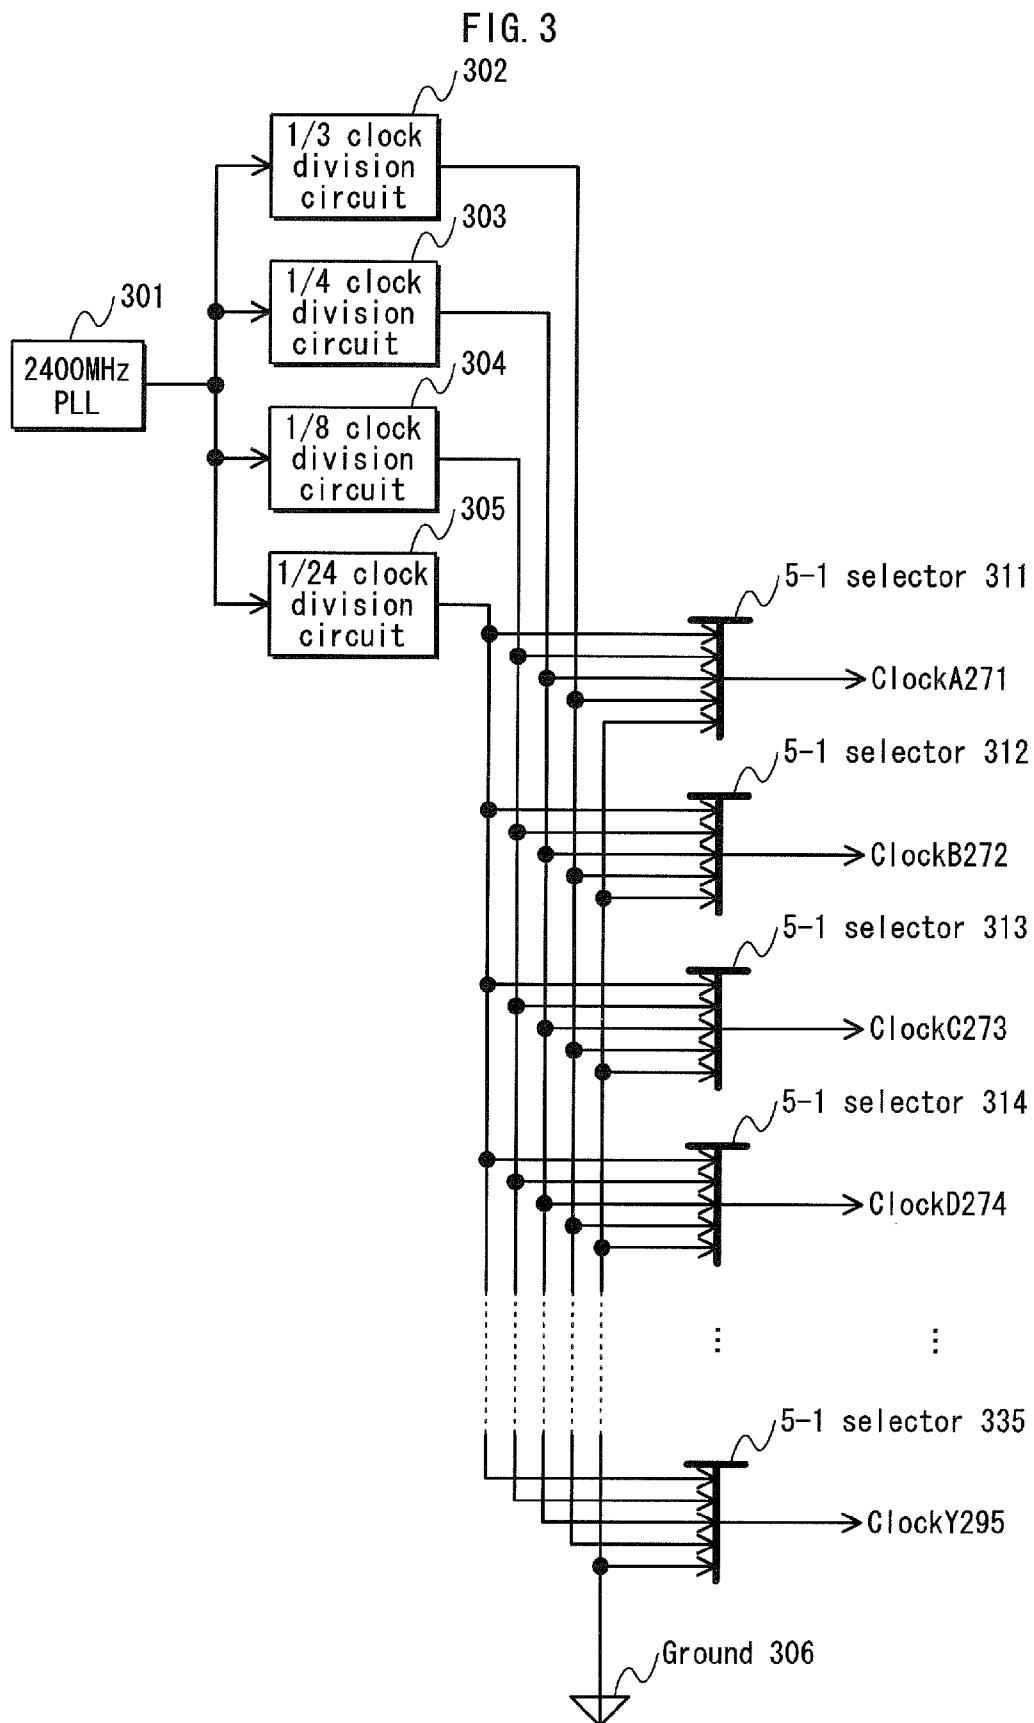 FIG. 3
302
1/3 clock
division
circuit
303
1/4 clock
division
circuit
301
2400MHz
PLL
304
1/8 clock
division
circuit
305
1/24 clock
division
circuit
5-1 selector 311
ClockA271
5-1 selector 312
ClockB272
5-1 selector 313
ClockC273
5-1 selector 314
ClockD274
5-1 selector 335
ClockY295
Ground 306